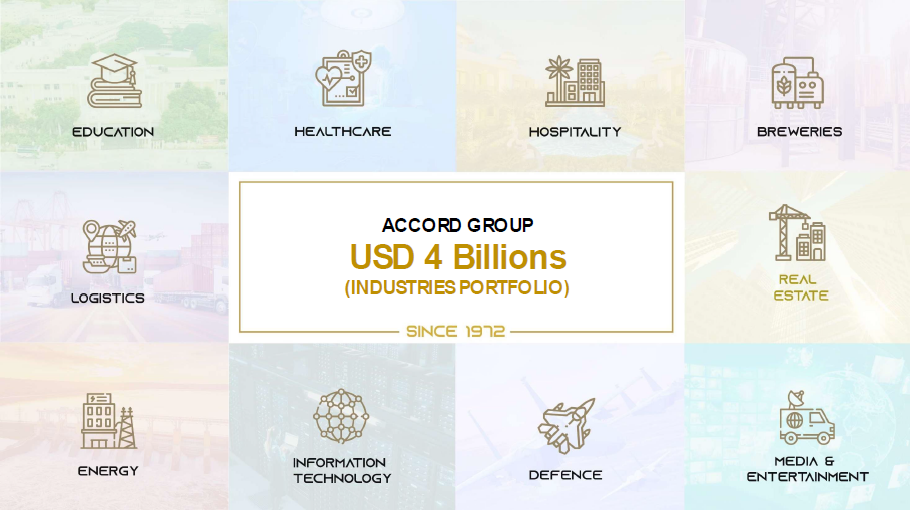 EDUCATION
HEALTHCARE
HOSPITALITY
BREWERIES
ACCORD GROUP
USD 4 Billions
(INDUSTRIES PORTFOLIO)
SINCE 1972
LOGISTICS
REAL
ESTATE
ENERGY
INFORMATION
TECHNOLOGY
DEFENCE
MEDIA &
ENTERTAINMENT